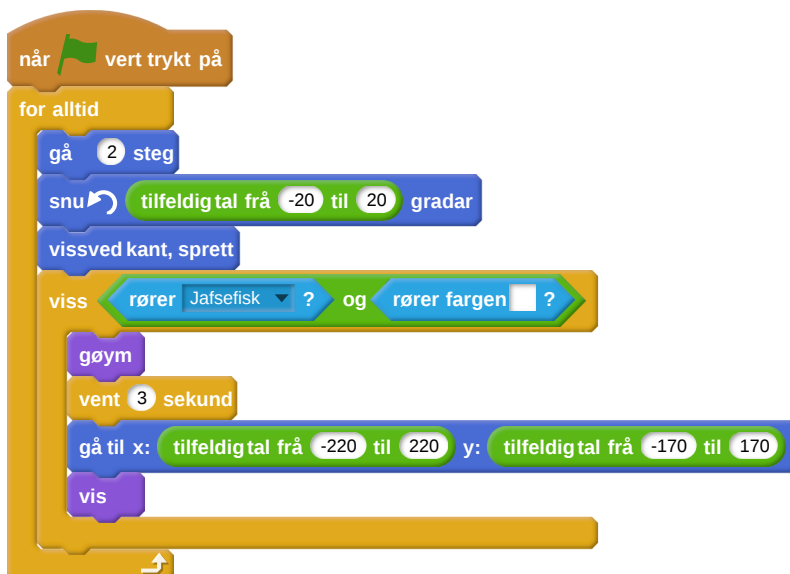 når vert trykt på
for alltid
gå 2 steg
snu tilfeldig tal frå -20 til 20 gradar
vissved kant, sprett
viss rører Jafsefisk ? og rører fargen ?
gøym
vent 3 sekund
gå til x: tilfeldig tal frå -220 til 220 y: tilfeldig tal frå -170 til 170
vis